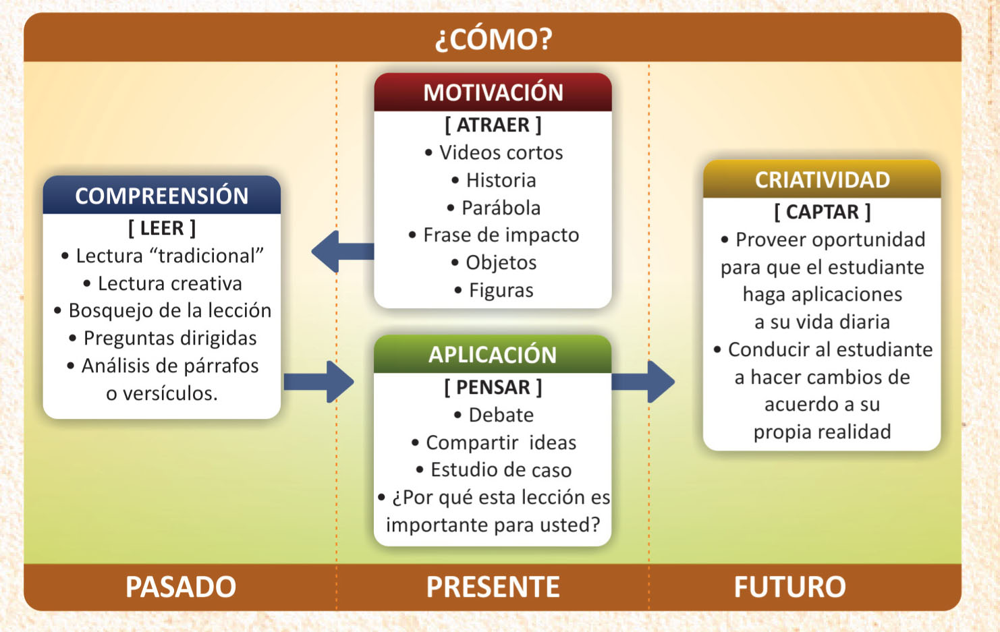 ¿CÓMO?
MOTIVACIÓN
[ ATRAER ]
• Videos cortos
• Historia
• Parábola
• Frase de impacto
• Objetos
• Figuras
COMPREENSIÓN
[ LEER ]
• Lectura “tradicional”
• Lectura creativa
• Bosquejo de la lección
• Preguntas dirigidas
• Análisis de párrafos
o versículos.
APLICACIÓN
[ PENSAR ]
• Debate
• Compartir ideas
• Estudio de caso
• ¿Por qué esta lección es
importante para usted?
CRIATIVIDAD
[ CAPTAR ]
• Proveer oportunidad
para que el estudiante
haga aplicaciones
a su vida diaria
• Conducir al estudiante
a hacer cambios de
acuerdo a su
propia realidad
PASADO
PRESENTE
FUTURO